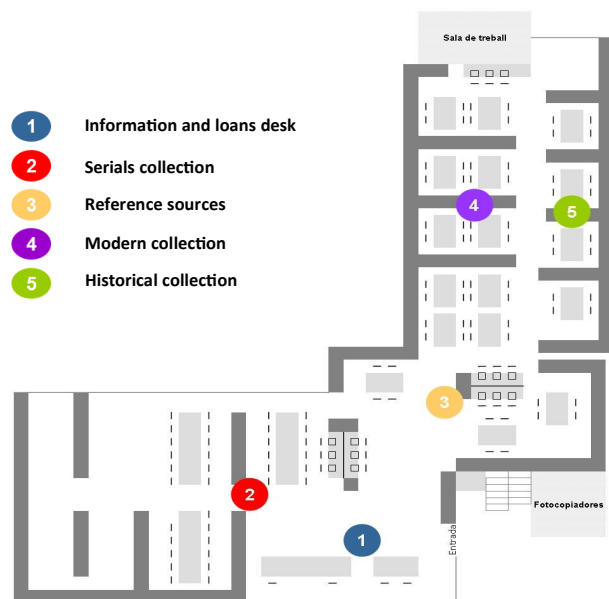 Sala de treball
1 Information and loans desk
2 Serials collection
3 Reference sources
4 Modern collection
5 Historical collection
4
5
3
2
1
Entrada
Fotocopiadores